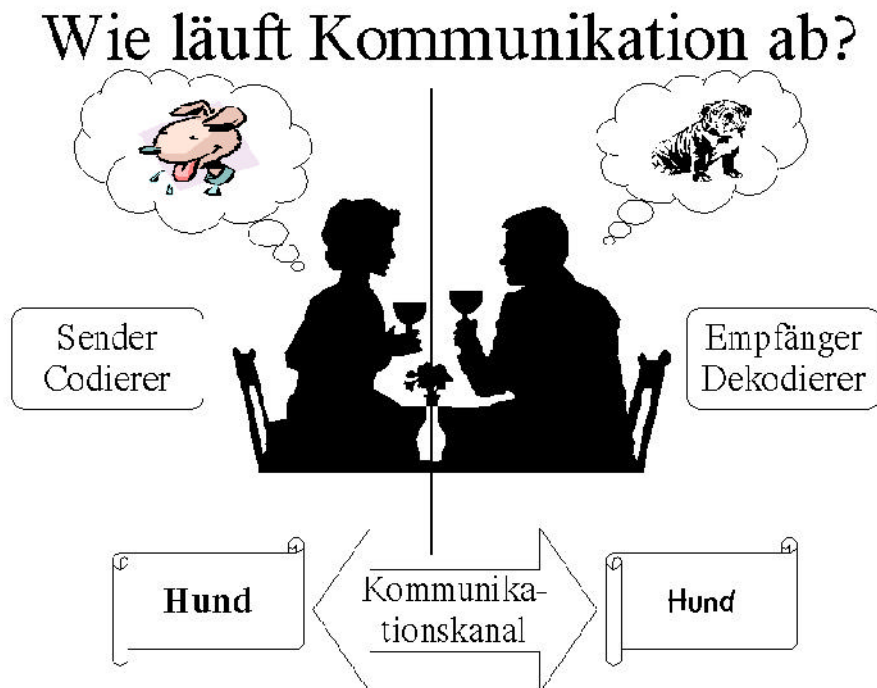 Wie läuft Kommunikation ab?
Sender
Codierer
Empfänger
Dekodierer
Hund
Kommunika-
tionskanal
Hund